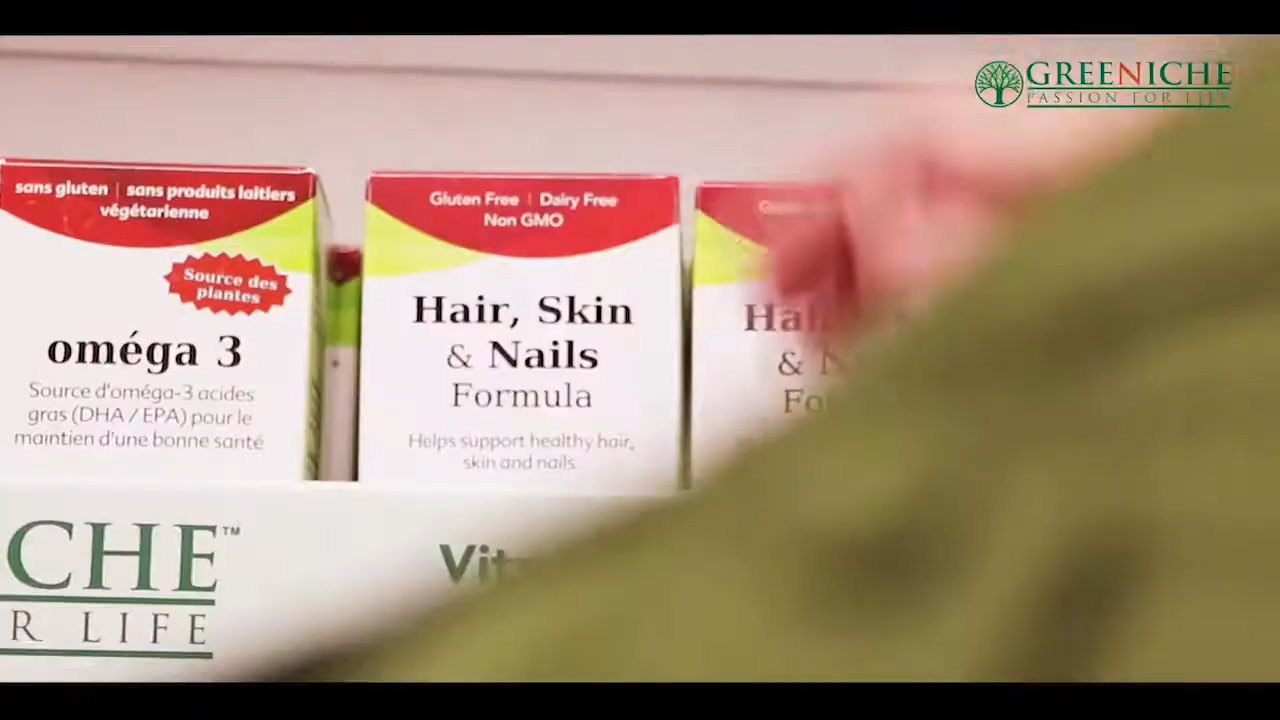 GREENICHE
PASSION FOR LIFE
sans gluten | sans produits laitiers
végétarienne
Source des
plantes
oméga 3
Source d'oméga-3 acides
gras (DHA / EPA) pour le
maintien d'une bonne santé
Gluten Free | Dairy Free
Non GMO
Hair, Skin
& Nails
Formula
Helps support healthy hair,
skin and nails
&
CHE™
R LIFE